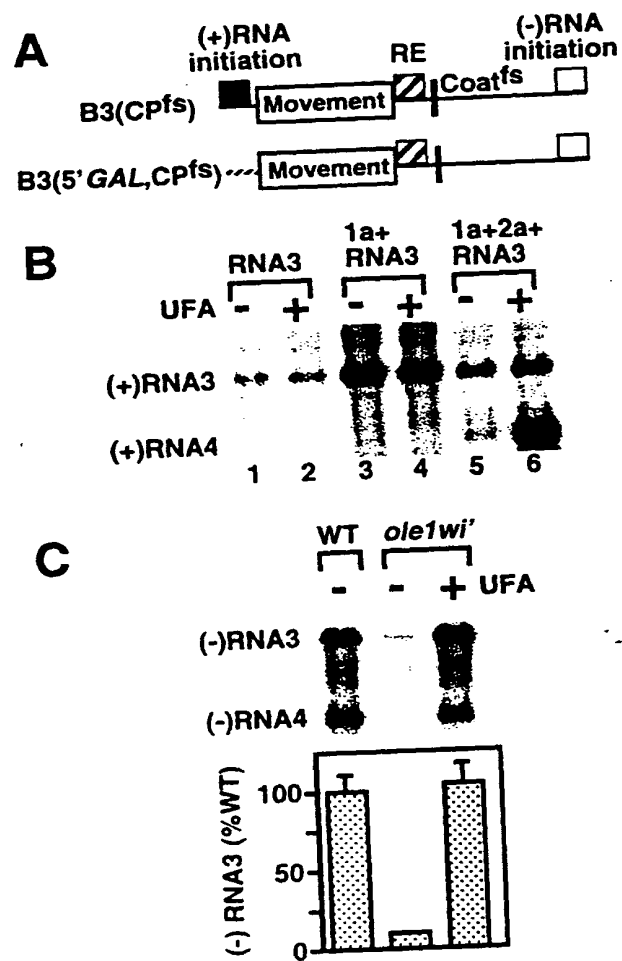 A
(+)RNA initiation
RE
(-)RNA initiation
B3(CPfs)
Movement
Coatfs
B3(5'GAL,CPfs)
Movement
B
RNA3
1a+ RNA3
1a+2a+ RNA3
UFA - + - + - +
(+)RNA3
(+)RNA4
1 2 3 4 5 6
C
WT
ole1wi'
- - + UFA
(-)RNA3
(-)RNA4
(-) RNA3 (%WT)
100
50
0